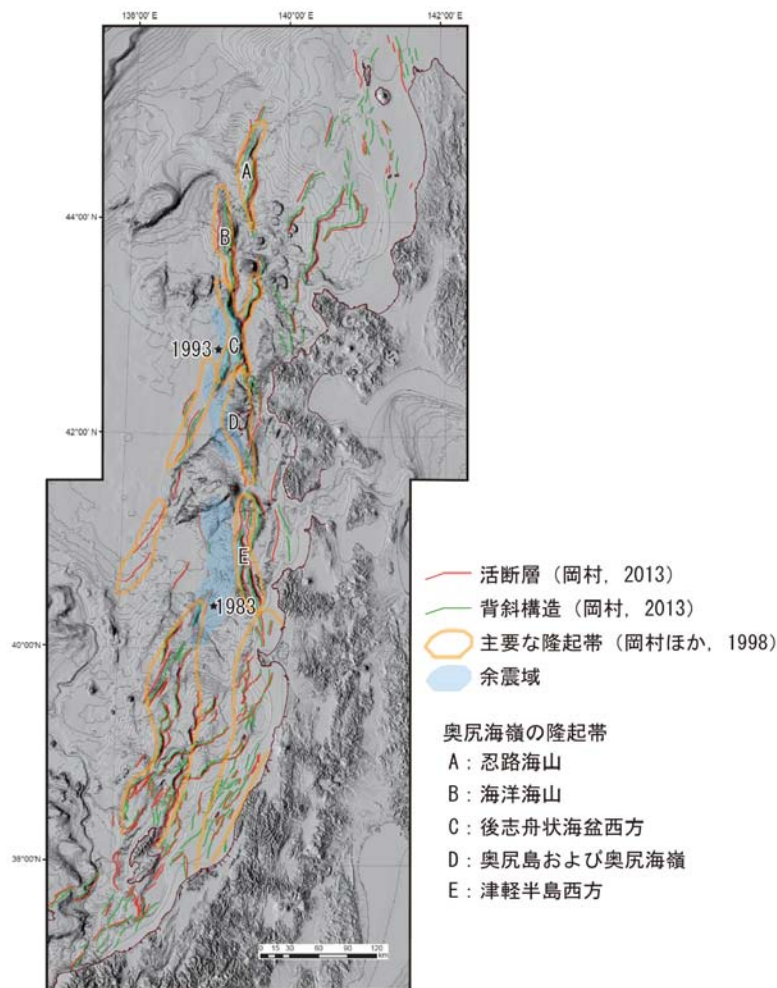 138°00' E
140°00' E
142°00' E
44°00' N
42°00' N
40°00'N
38°00'N
A
B
1993
C
D
E
1983
0 15 30 60 90 120
km
活断層（岡村，2013）
背斜構造（岡村，2013）
主要な隆起帯（岡村ほか，1998）
余震域
奥尻海嶺の隆起帯
A：忍路海山
B：海洋海山
C：後志舟状海盆西方
D：奥尻島および奥尻海嶺
E：津軽半島西方